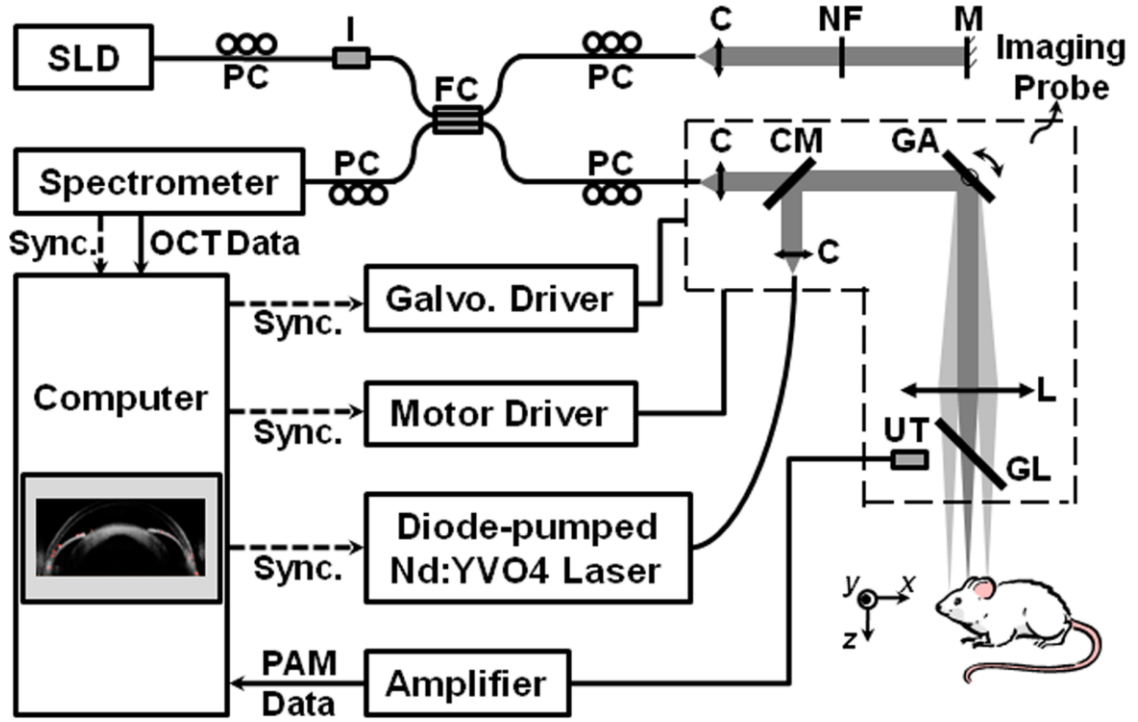 SLD
PC
I
FC
PC
C
NF
M
Imaging
Probe
Spectrometer
PC
PC
C
CM
GA
Sync.
OCT Data
C
Galvo. Driver
Sync.
Computer
Motor Driver
Sync.
L
UT
GL
Diode-pumped
Nd:YVO4 Laser
Sync.
y
x
z
PAM
Data
Amplifier